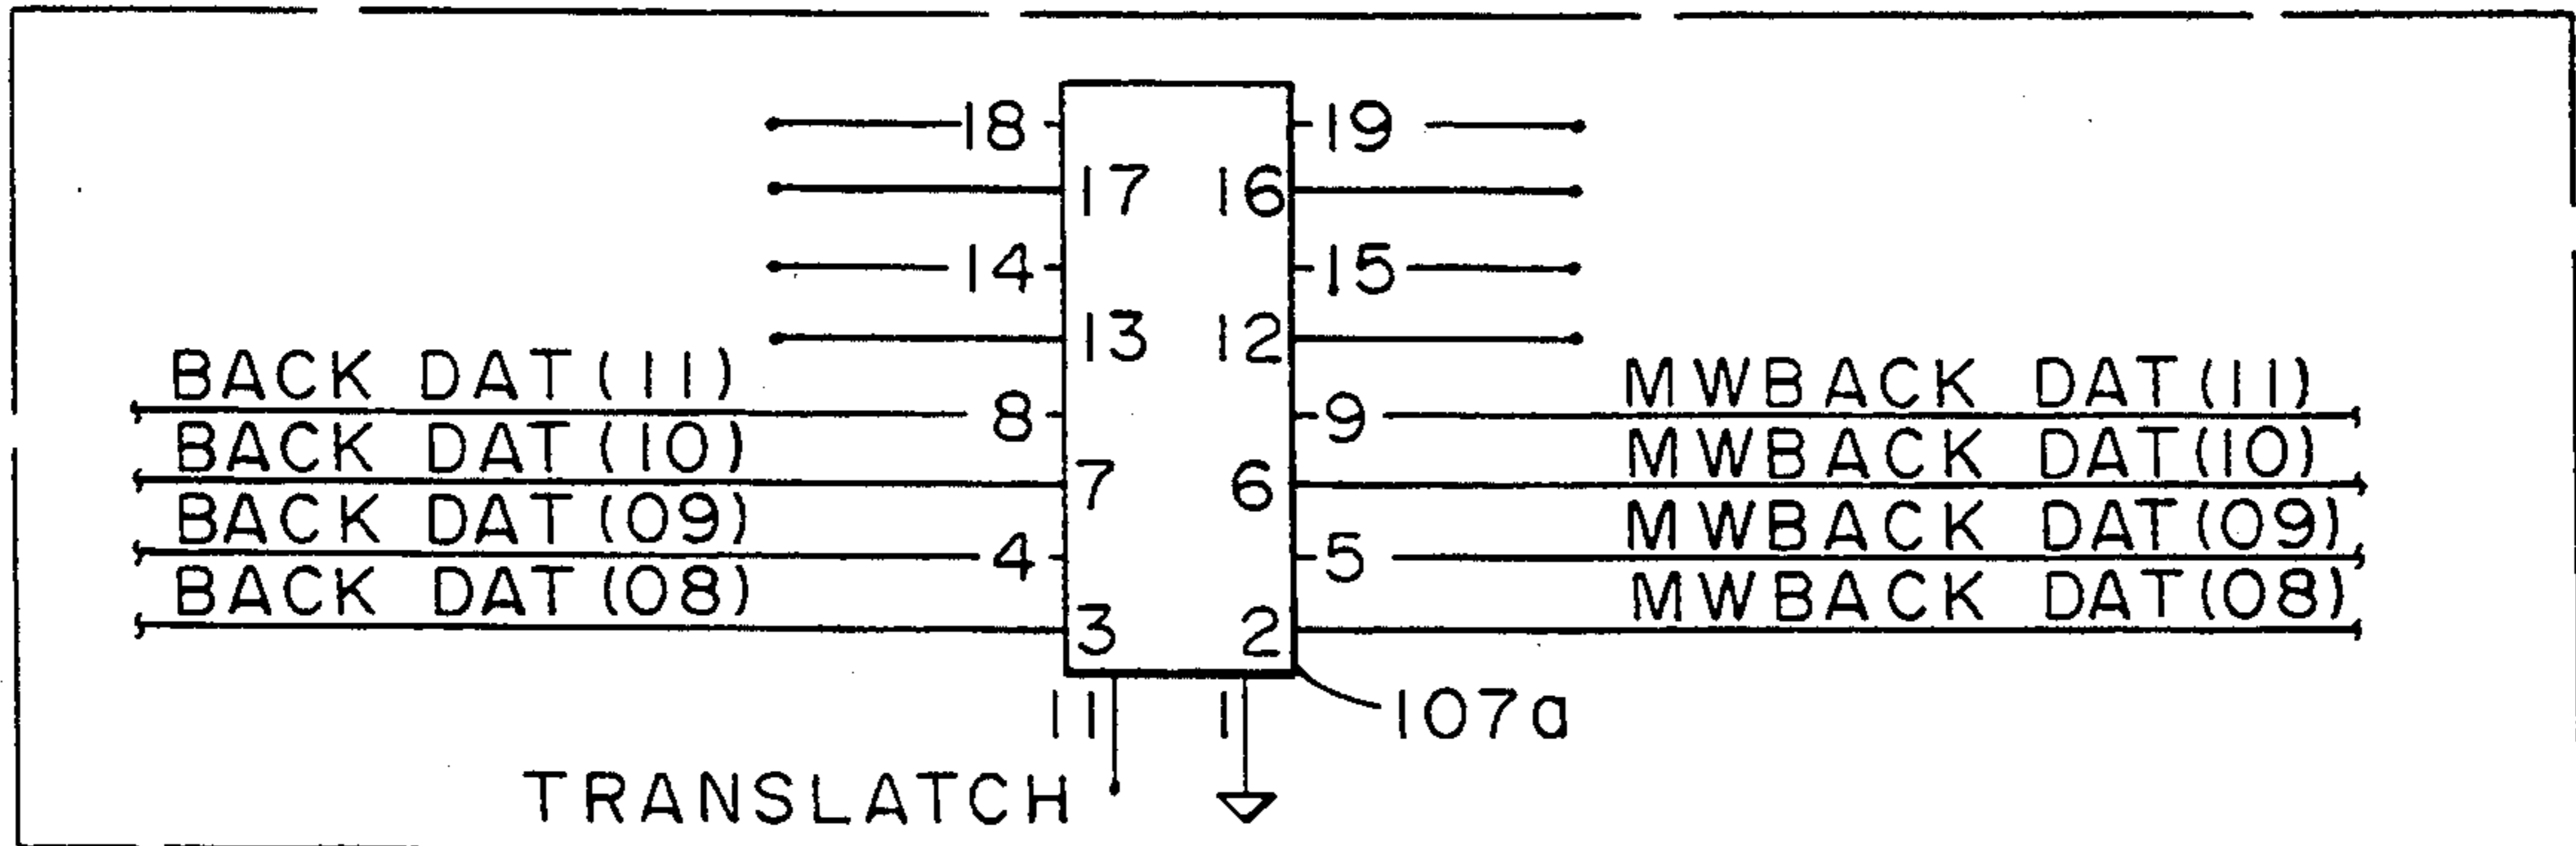 18 19
17 16
14 15
13 12
BACK DAT(11) 8 9 MWBACK DAT(11)
BACK DAT(10) 7 6 MWBACK DAT(10)
BACK DAT(09) 4 5 MWBACK DAT(09)
BACK DAT(08) 3 2 MWBACK DAT(08)
11 1 107a
TRANSLATCH